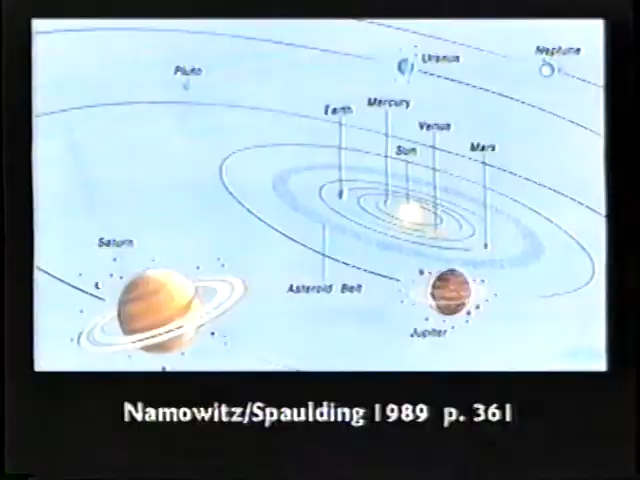 Neptune
Uranus
Pluto
Mercury
Earth
Venus
Sun
Mars
Saturn
Asteroid Belt
Jupiter
Namowitz/Spaulding 1989 p. 361